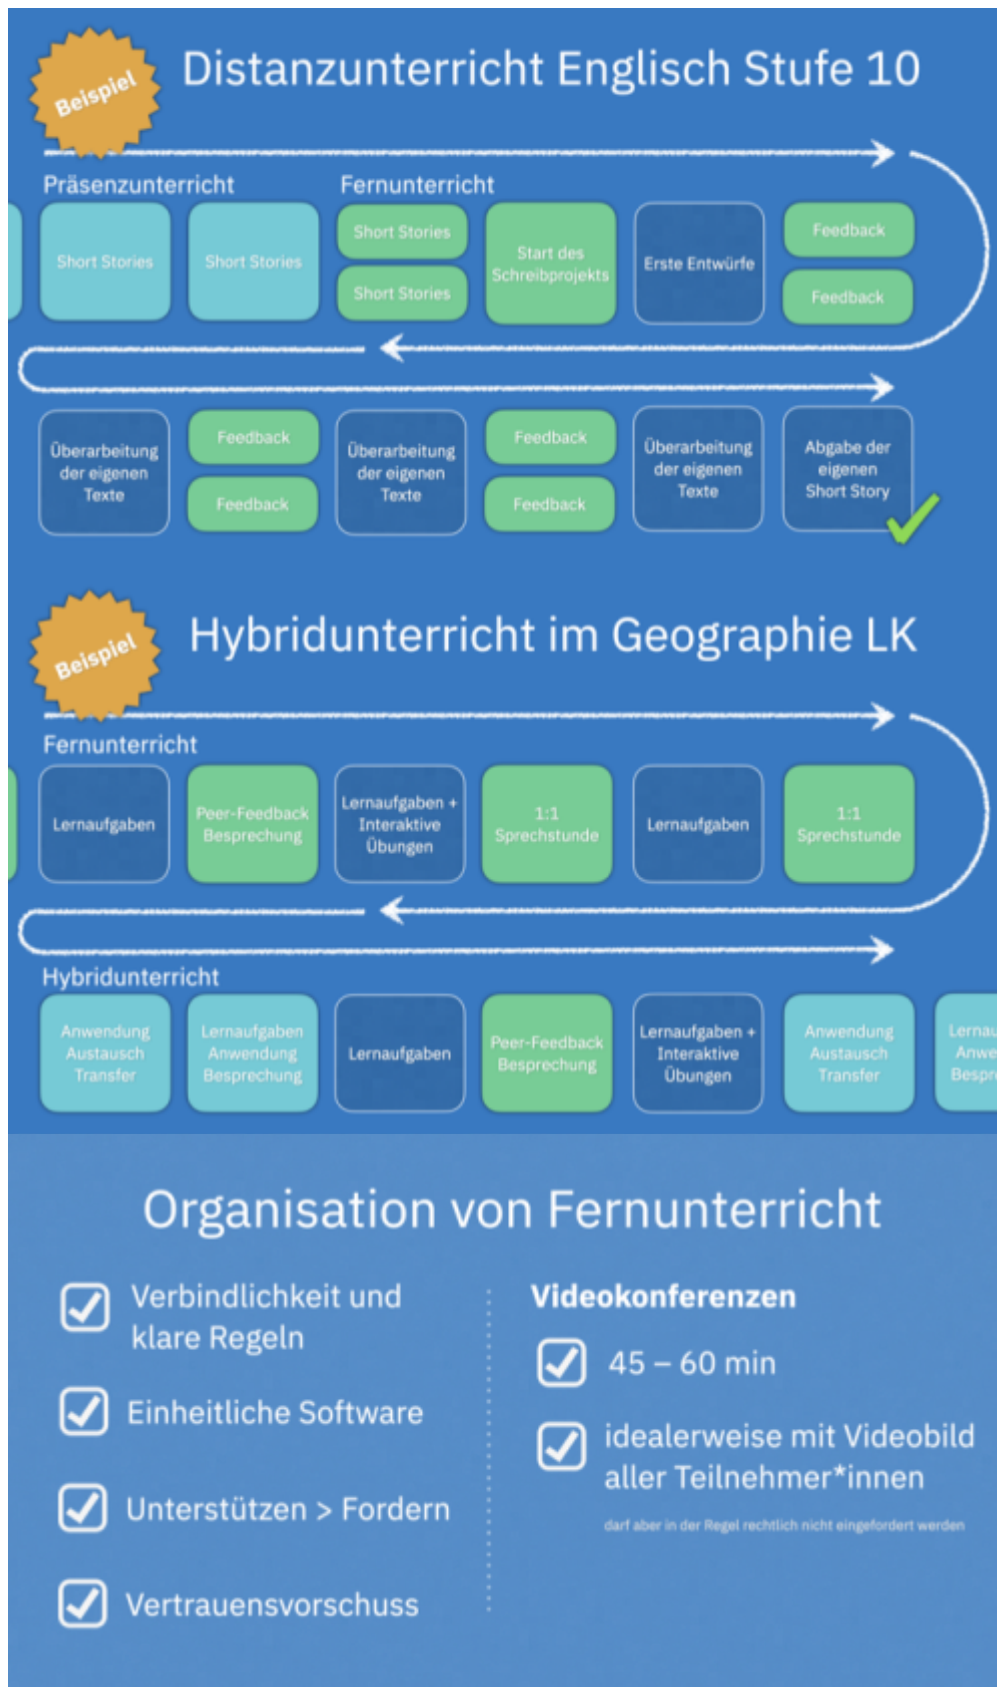 Beispiel
Distanzunterricht Englisch Stufe 10
Präsenzunterricht
Fernunterricht
Short Stories
Short Stories
Short Stories
Short Stories
Start des
Schreibprojekts
Erste Entwürfe
Feedback
Feedback
Überarbeitung
der eigenen
Texte
Feedback
Feedback
Überarbeitung
der eigenen
Texte
Feedback
Feedback
Überarbeitung
der eigenen
Texte
Abgabe der
eigenen
Short Story
Beispiel
Hybridunterricht im Geographie LK
Fernunterricht
Lernaufgaben
Peer-Feedback
Besprechung
Lernaufgaben +
Interaktive
Übungen
1:1
Sprechstunde
Lernaufgaben
1:1
Sprechstunde
Hybridunterricht
Anwendung
Austausch
Transfer
Lernaufgaben
Anwendung
Besprechung
Lernaufgaben
Peer-Feedback
Besprechung
Lernaufgaben +
Interaktive
Übungen
Anwendung
Austausch
Transfer
Lernau
Anwe
Bespre
Organisation von Fernunterricht
Verbindlichkeit und
klare Regeln
Einheitliche Software
Unterstützen > Fordern
Vertrauensvorschuss
Videokonferenzen
45 – 60 min
idealerweise mit Videobild
aller Teilnehmer*innen
darf aber in der Regel rechtlich nicht eingefordert werden